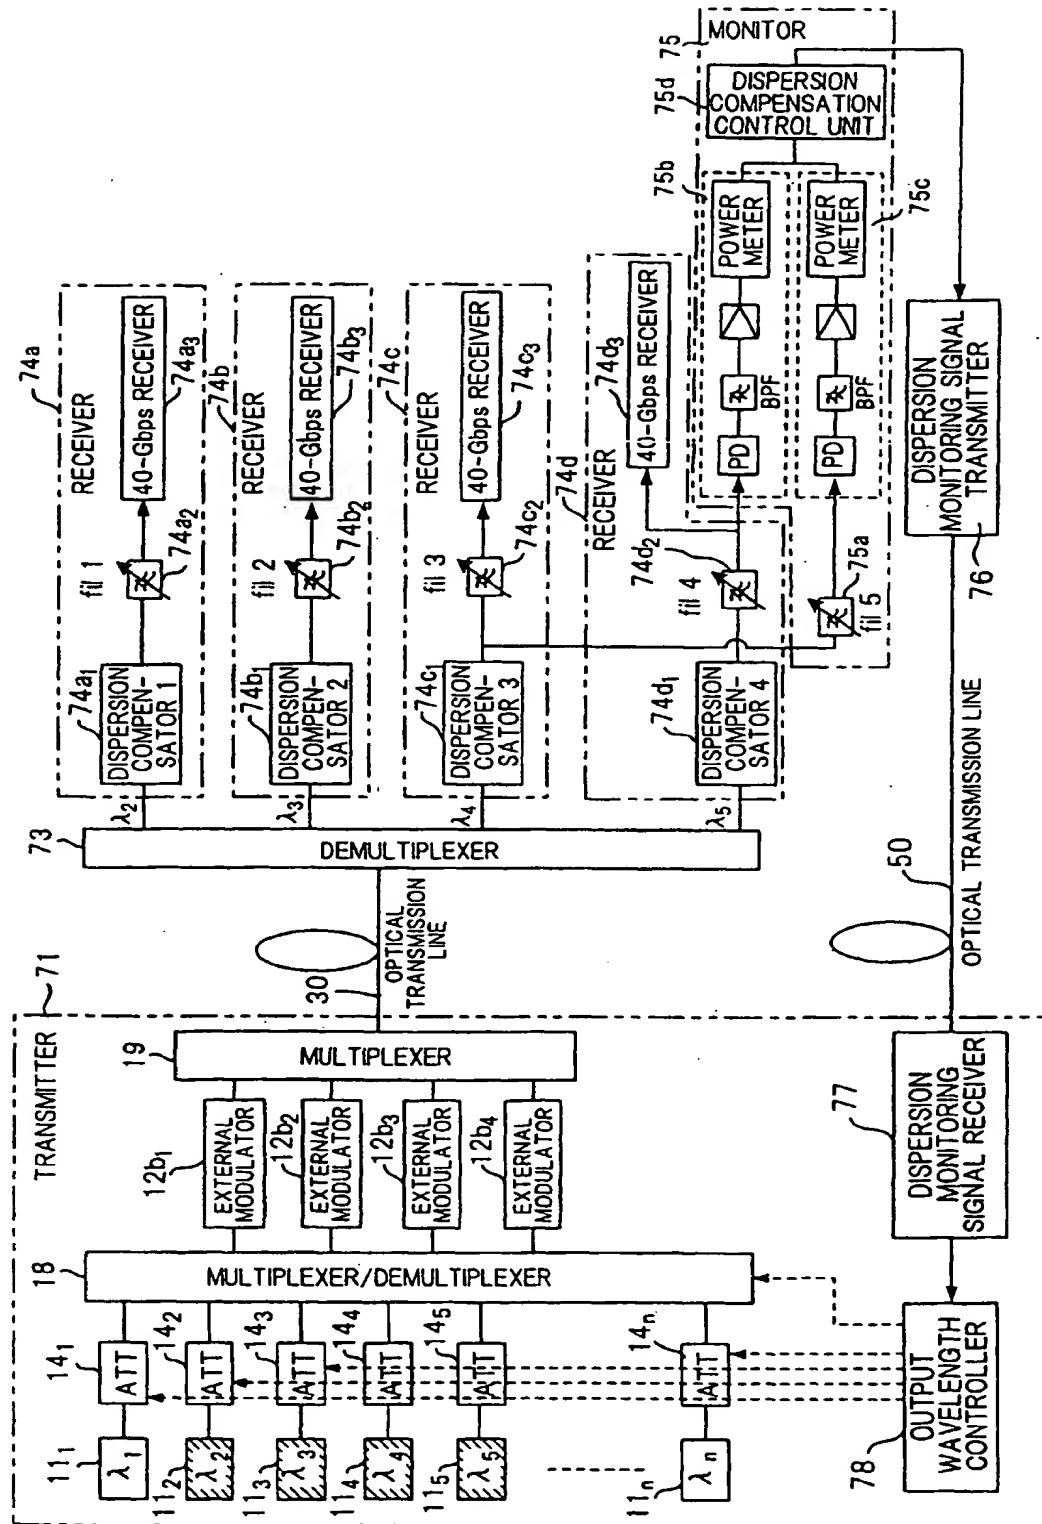 TRANSMITTER
71
11₁
λ₁
14₁
ATT
11₂
λ₂
14₂
ATT
11₃
λ₃
14₃
ATT
11₄
λ₄
14₄
ATT
11₅
λ₅
14₅
ATT
11ₙ
λₙ
14ₙ
ATT
18
MULTIPLEXER/DEMULTIPLEXER
12b₁
EXTERNAL
MODULATOR
12b₂
EXTERNAL
MODULATOR
12b₃
EXTERNAL
MODULATOR
12b₄
EXTERNAL
MODULATOR
19
MULTIPLEXER
30
OPTICAL
TRANSMISSION
LINE
73
DEMULTIPLEXER
λ₂
λ₃
λ₄
λ₅
74a
RECEIVER
74a₁
DISPERSION
COMPEN-
SATOR 1
fil 1
74a₂
40-Gbps RECEIVER
74a₃
74b
RECEIVER
74b₁
DISPERSION
COMPEN-
SATOR 2
fil 2
74b₂
40-Gbps RECEIVER
74b₃
74c
RECEIVER
74c₁
DISPERSION
COMPEN-
SATOR 3
fil 3
74c₂
40-Gbps RECEIVER
74c₃
74d
RECEIVER
74d₁
DISPERSION
COMPEN-
SATOR 4
fil 4
74d₂
40-Gbps RECEIVER
74d₃
75
MONITOR
fil 5
75a
75b
PD
BPF
POWER
METER
75c
PD
BPF
POWER
METER
75d
DISPERSION
COMPENSATION
CONTROL UNIT
DISPERSION
MONITORING SIGNAL
TRANSMITTER
76
50
OPTICAL TRANSMISSION LINE
77
DISPERSION
MONITORING
SIGNAL RECEIVER
78
OUTPUT
WAVELENGTH
CONTROLLER